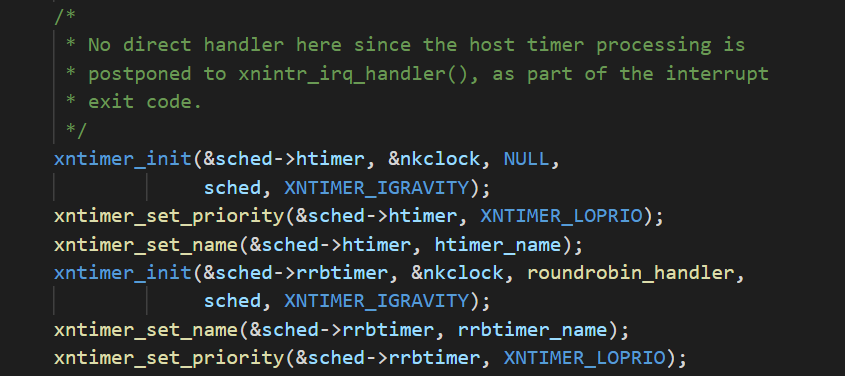 /*
 * No direct handler here since the host timer processing is
 * postponed to xnintr_irq_handler(), as part of the interrupt
 * exit code.
 */
xntimer_init(&sched->htimer, &nkclock, NULL,
             sched, XNTIMER_IGRAVITY);
xntimer_set_priority(&sched->htimer, XNTIMER_LOPRIO);
xntimer_set_name(&sched->htimer, htimer_name);
xntimer_init(&sched->rrbtimer, &nkclock, roundrobin_handler,
             sched, XNTIMER_IGRAVITY);
xntimer_set_name(&sched->rrbtimer, rrbtimer_name);
xntimer_set_priority(&sched->rrbtimer, XNTIMER_LOPRIO);